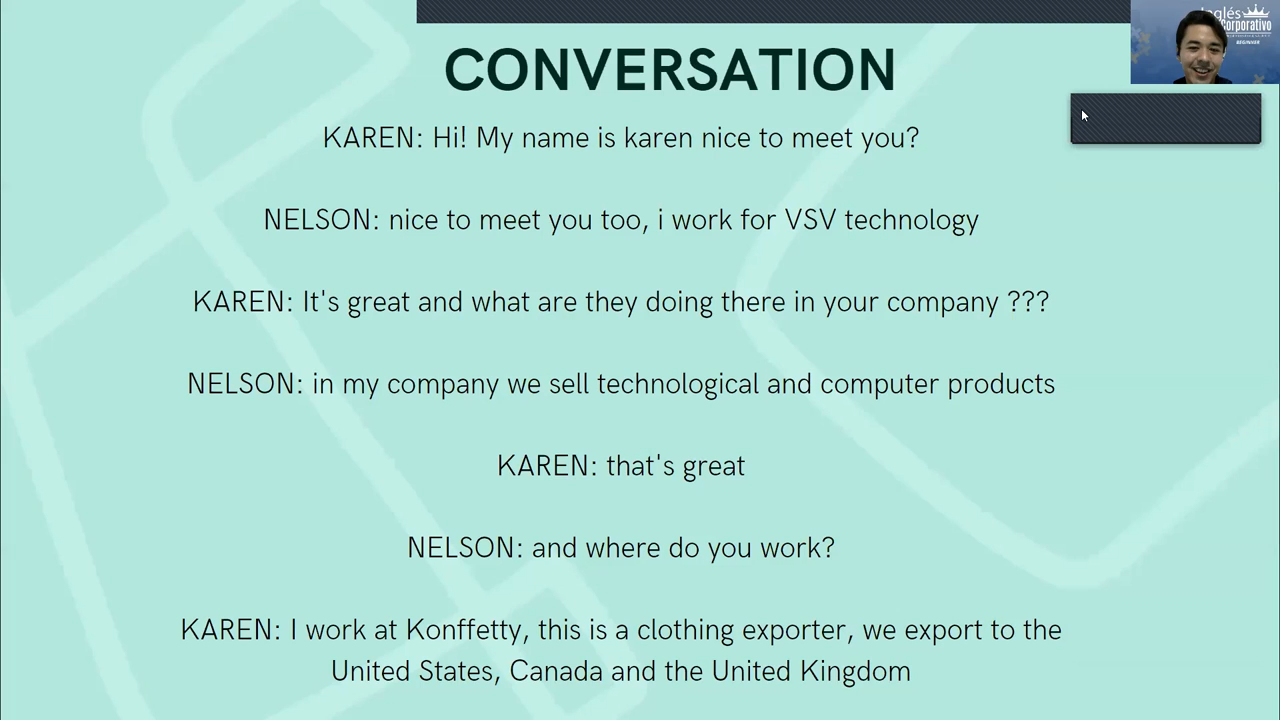 Inglés
Corporativo
BEGINNER
CONVERSATION
KAREN: Hi! My name is karen nice to meet you?
NELSON: nice to meet you too, i work for VSV technology
KAREN: It's great and what are they doing there in your company ???
NELSON: in my company we sell technological and computer products
KAREN: that's great
NELSON: and where do you work?
KAREN: I work at Konffetty, this is a clothing exporter, we export to the
United States, Canada and the United Kingdom